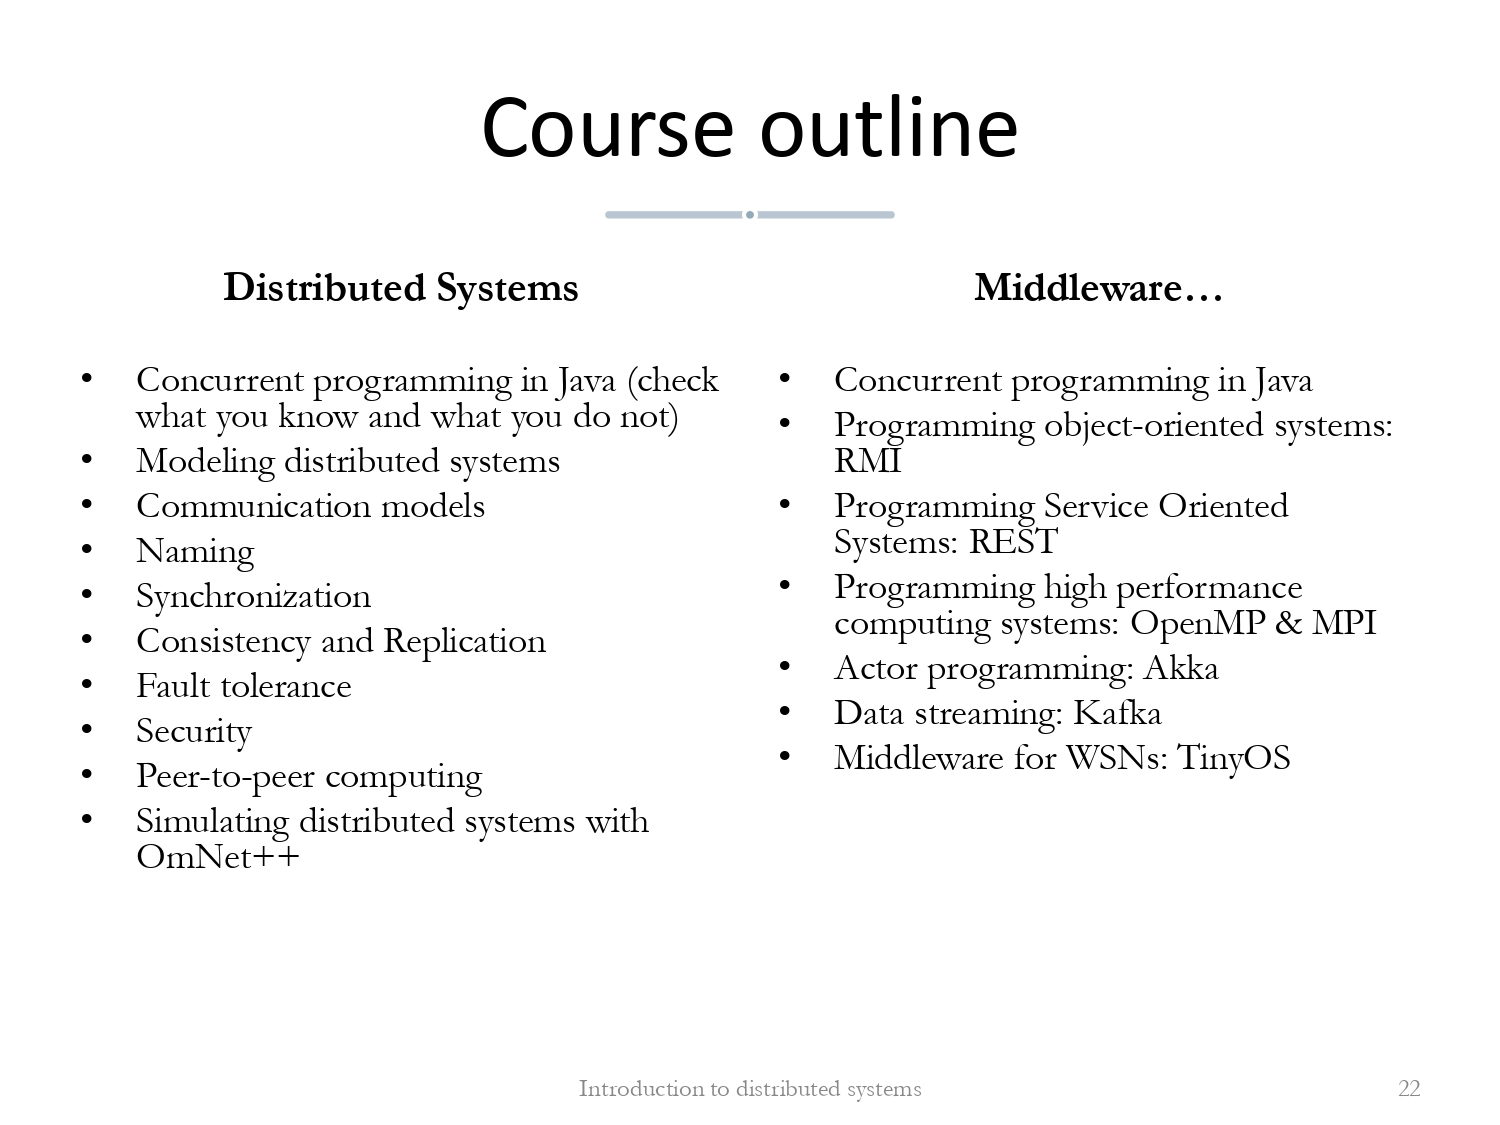 Course outline
Distributed Systems
• Concurrent programming in Java (check
what you know and what you do not)
• Modeling distributed systems
• Communication models
• Naming
• Synchronization
• Consistency and Replication
• Fault tolerance
• Security
• Peer-to-peer computing
• Simulating distributed systems with
OmNet++
Middleware…
• Concurrent programming in Java
• Programming object-oriented systems:
RMI
• Programming Service Oriented
Systems: REST
• Programming high performance
computing systems: OpenMP & MPI
• Actor programming: Akka
• Data streaming: Kafka
• Middleware for WSNs: TinyOS
Introduction to distributed systems
22